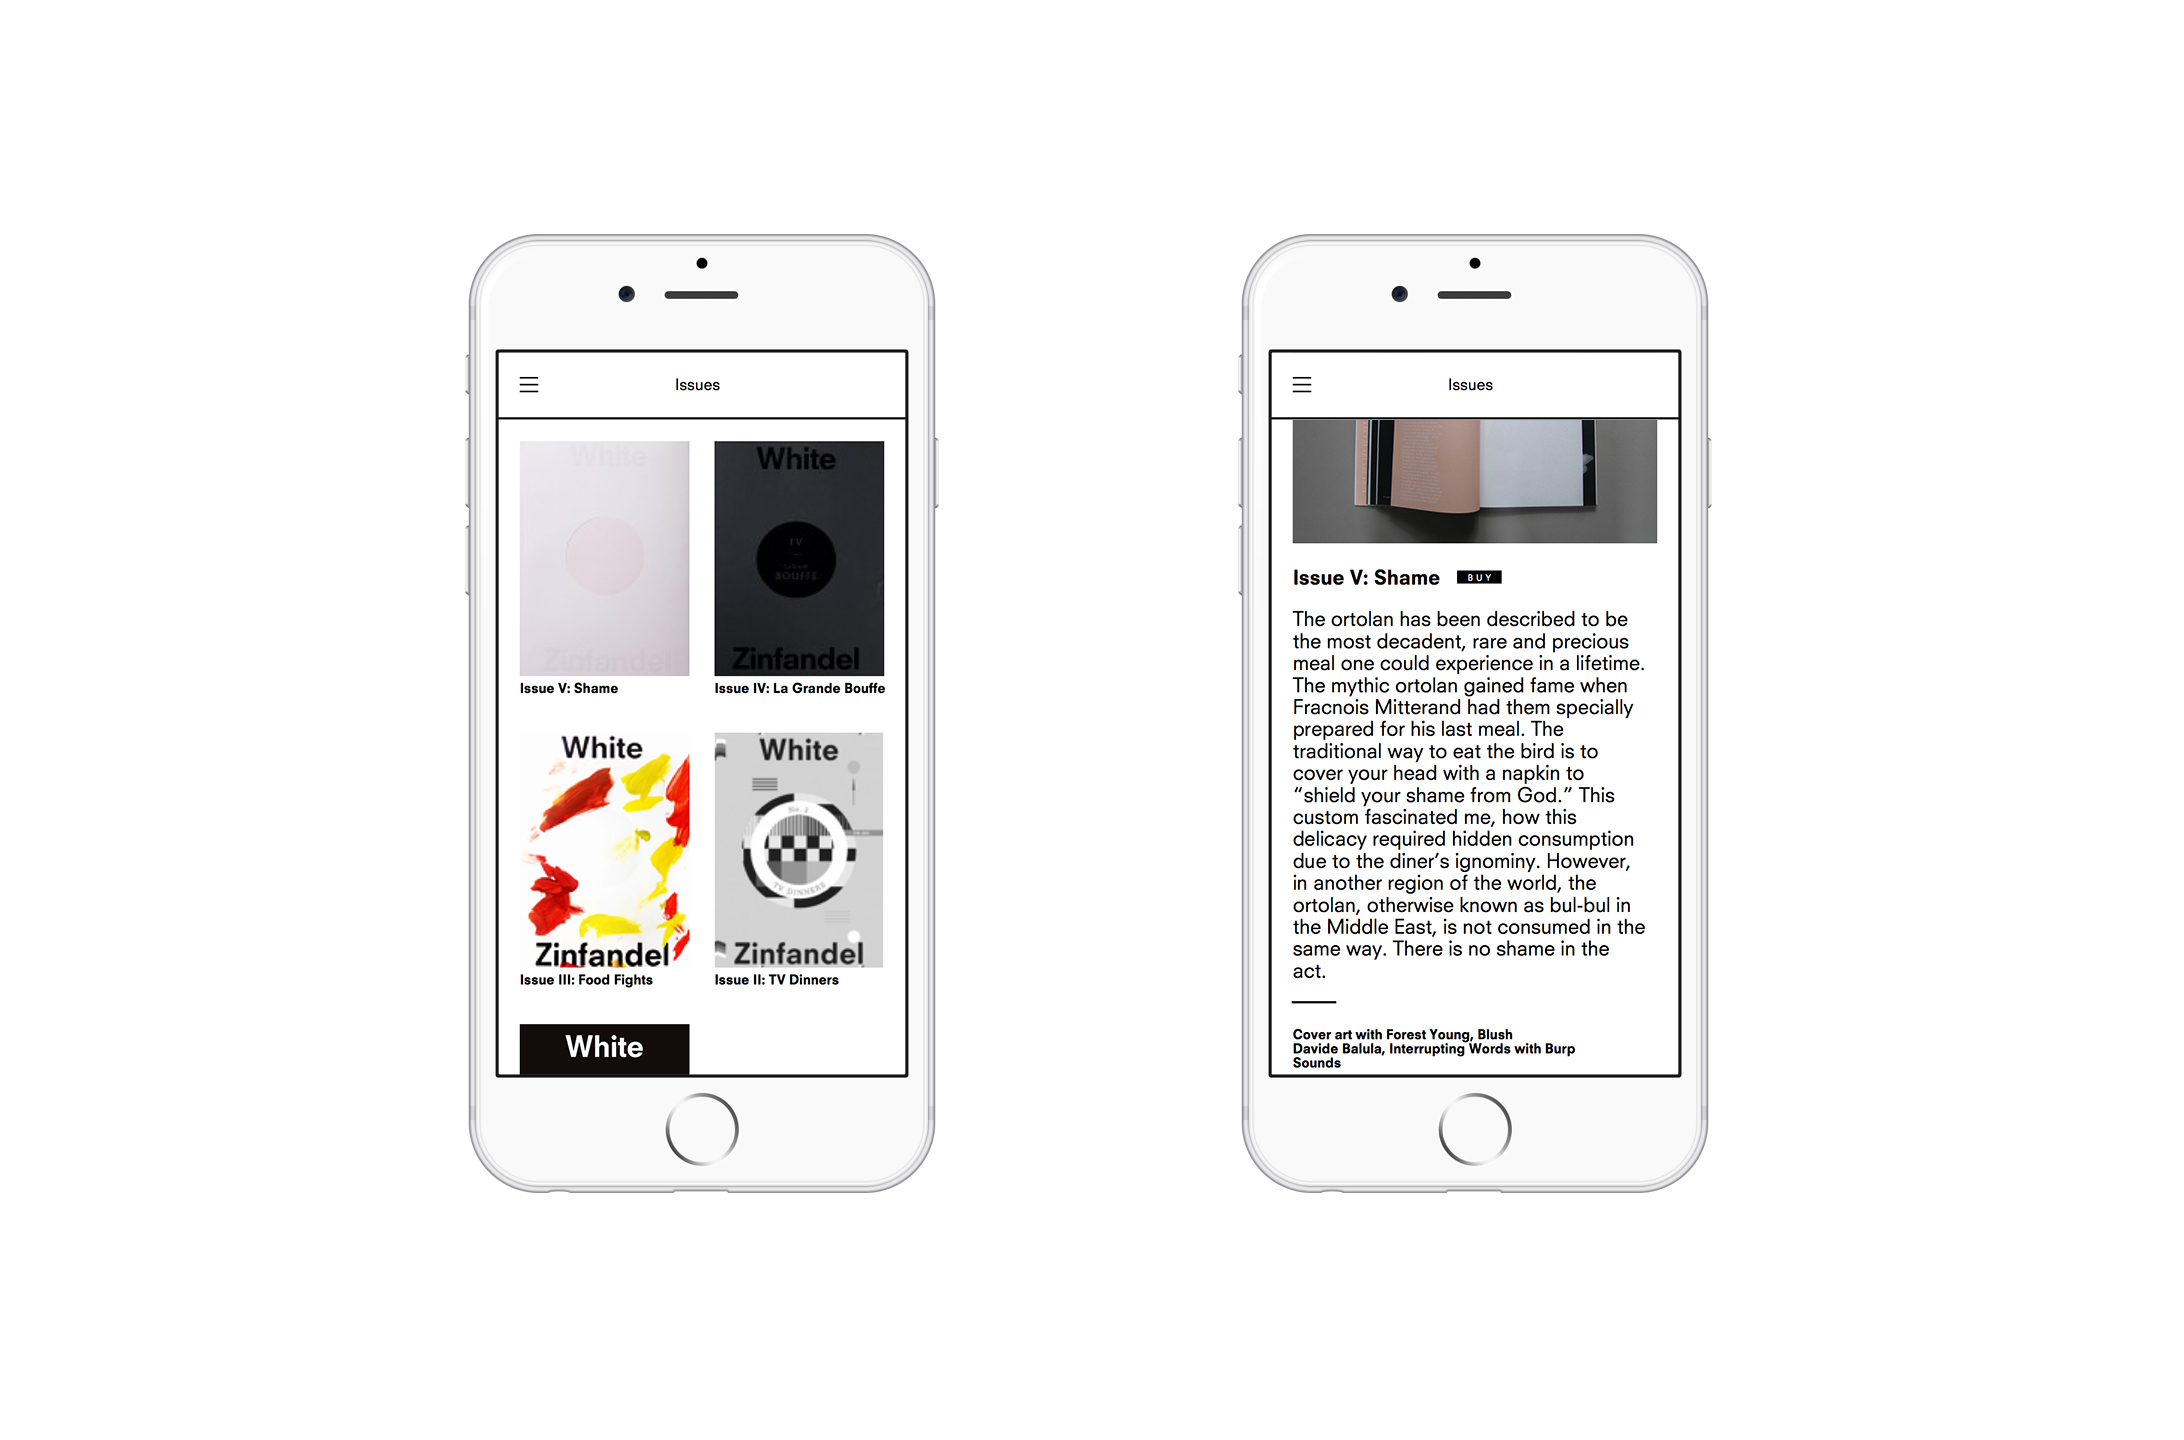 Issues
White
Zinfandel
Issue V: Shame
White
IV
La Grande
BOUFFE
Zinfandel
Issue IV: La Grande Bouffe
White
Zinfandel
Issue III: Food Fights
White
No. 2
TV DINNERS
Zinfandel
Issue II: TV Dinners
White
Issues
Issue V: Shame BUY
The ortolan has been described to be
the most decadent, rare and precious
meal one could experience in a lifetime.
The mythic ortolan gained fame when
Fracnois Mitterand had them specially
prepared for his last meal. The
traditional way to eat the bird is to
cover your head with a napkin to
“shield your shame from God.” This
custom fascinated me, how this
delicacy required hidden consumption
due to the diner’s ignominy. However,
in another region of the world, the
ortolan, otherwise known as bul-bul in
the Middle East, is not consumed in the
same way. There is no shame in the
act.
Cover art with Forest Young, Blush
Davide Balula, Interrupting Words with Burp
Sounds